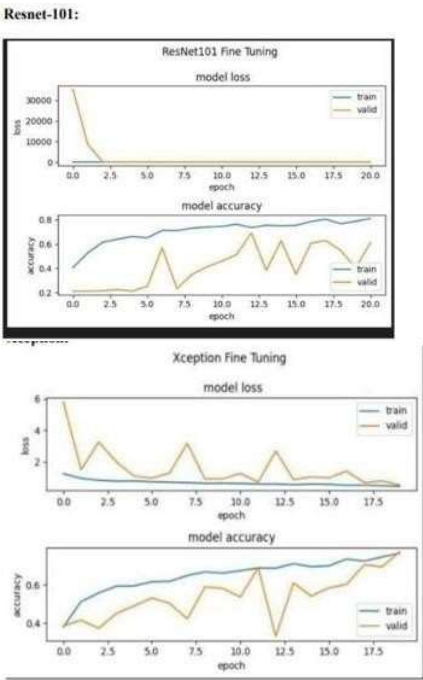 Resnet-101:
ResNet101 Fine Tuning
model loss
train
valid
30000
20000
10000
0
loss
0.0 2.5 5.0 7.5 10.0 12.5 15.0 17.5 20.0
epoch
model accuracy
0.8
0.6
0.4
0.2
accuracy
train
valid
0.0 2.5 5.0 7.5 10.0 12.5 15.0 17.5 20.0
epoch
Xception Fine Tuning
model loss
train
valid
6
4
2
loss
0.0 2.5 5.0 7.5 10.0 12.5 15.0 17.5
epoch
model accuracy
0.6
0.4
accuracy
train
valid
0.0 2.5 5.0 7.5 10.0 12.5 15.0 17.5
epoch